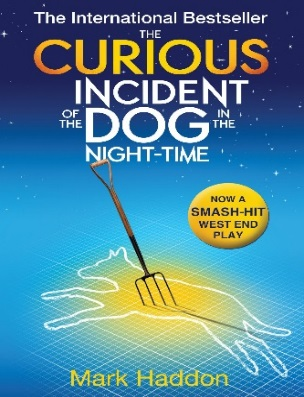 The International Bestseller
THE
CURIOUS
INCIDENT
OF THE DOG IN THE
NIGHT-TIME
NOW A
SMASH-HIT
WEST END
PLAY
Mark Haddon